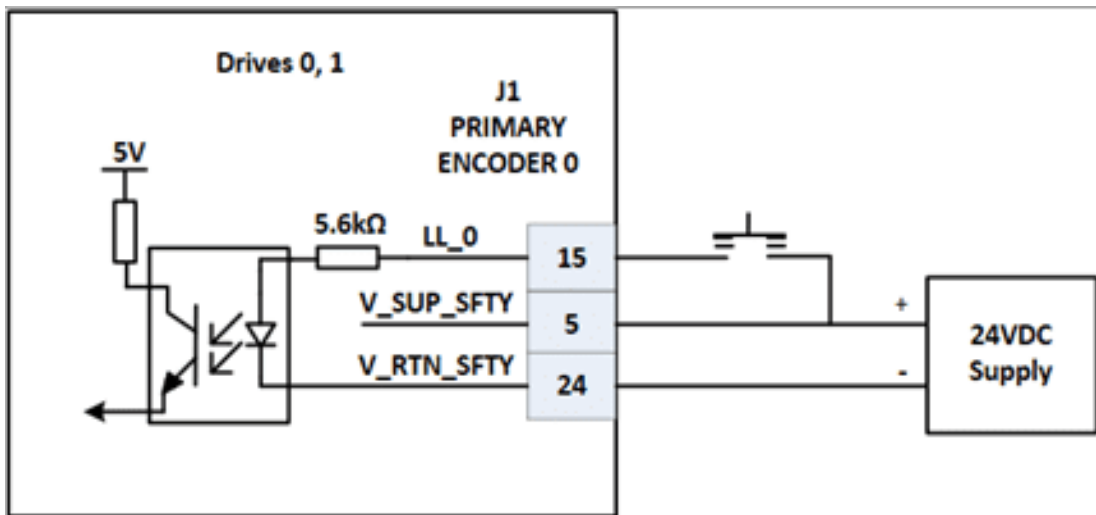 Drives 0, 1
J1
PRIMARY
ENCODER 0
5V
5.6kΩ
LL_0
15
V_SUP_SFTY
5
+
V_RTN_SFTY
24
-
24VDC
Supply